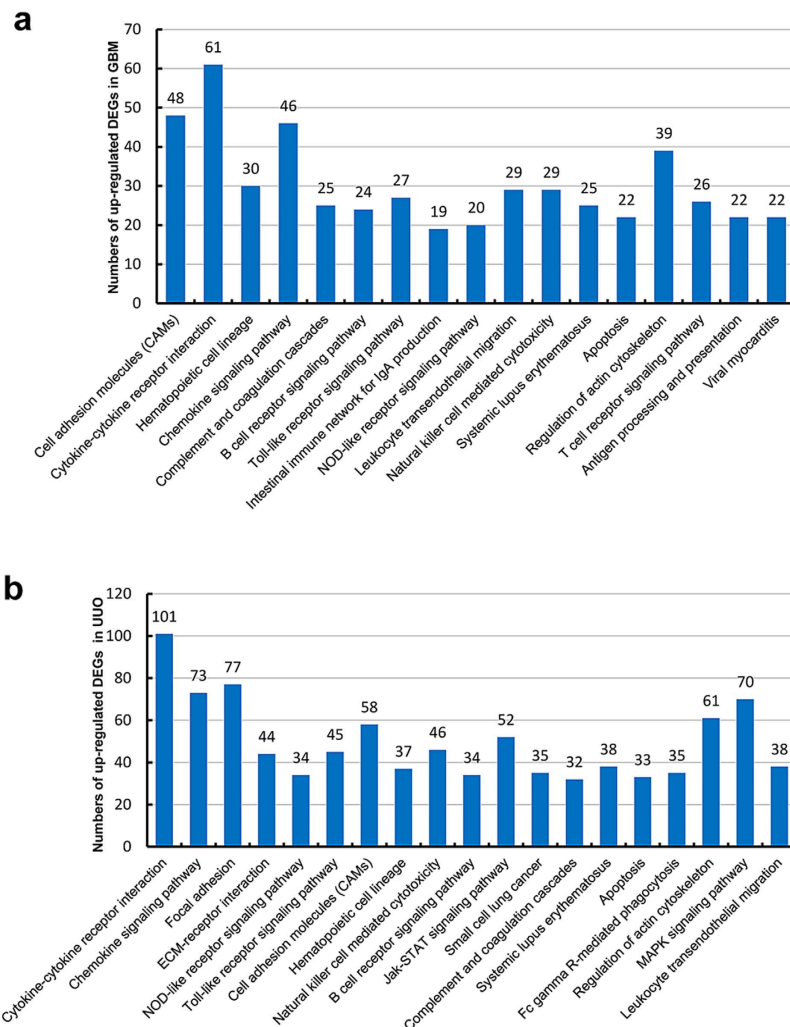 a
Numbers of up-regulated DEGs in GBM
70
60
50
40
30
20
10
0
48
61
30
46
25
24
27
19
20
29
29
25
22
39
26
22
22
Cell adhesion molecules (CAMs)
Cytokine-cytokine receptor interaction
Hematopoietic cell lineage
Chemokine signaling pathway
Complement and coagulation cascades
B cell receptor signaling pathway
Toll-like receptor signaling pathway
Intestinal immune network for IgA production
NOD-like receptor signaling pathway
Leukocyte transendothelial migration
Natural killer cell mediated cytotoxicity
Systemic lupus erythematosus
Apoptosis
Regulation of actin cytoskeleton
T cell receptor signaling pathway
Antigen processing and presentation
Viral myocarditis
b
Numbers of up-regulated DEGs in UUO
120
100
80
60
40
20
0
101
73
77
44
34
45
58
37
46
34
52
35
32
38
33
35
61
70
38
Cytokine-cytokine receptor interaction
Chemokine signaling pathway
Focal adhesion
ECM-receptor interaction
NOD-like receptor signaling pathway
Toll-like receptor signaling pathway
Cell adhesion molecules (CAMs)
Hematopoietic cell lineage
Natural killer cell mediated cytotoxicity
B cell receptor signaling pathway
Jak-STAT signaling pathway
Small cell lung cancer
Complement and coagulation cascades
Systemic lupus erythematosus
Apoptosis
Fc gamma R-mediated phagocytosis
Regulation of actin cytoskeleton
MAPK signaling pathway
Leukocyte transendothelial migration